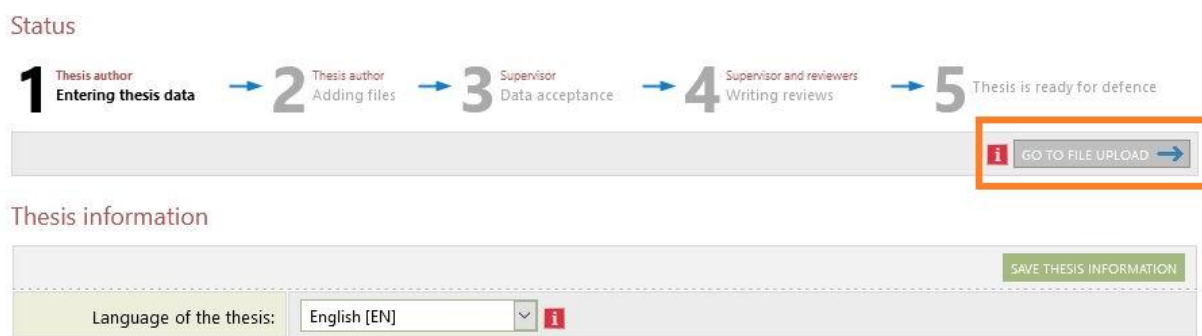 Status
1 Thesis author
Entering thesis data
2 Thesis author
Adding files
3 Supervisor
Data acceptance
4 Supervisor and reviewers
Writing reviews
5 Thesis is ready for defence
i GO TO FILE UPLOAD
Thesis information
SAVE THESIS INFORMATION
Language of the thesis: English [EN] i